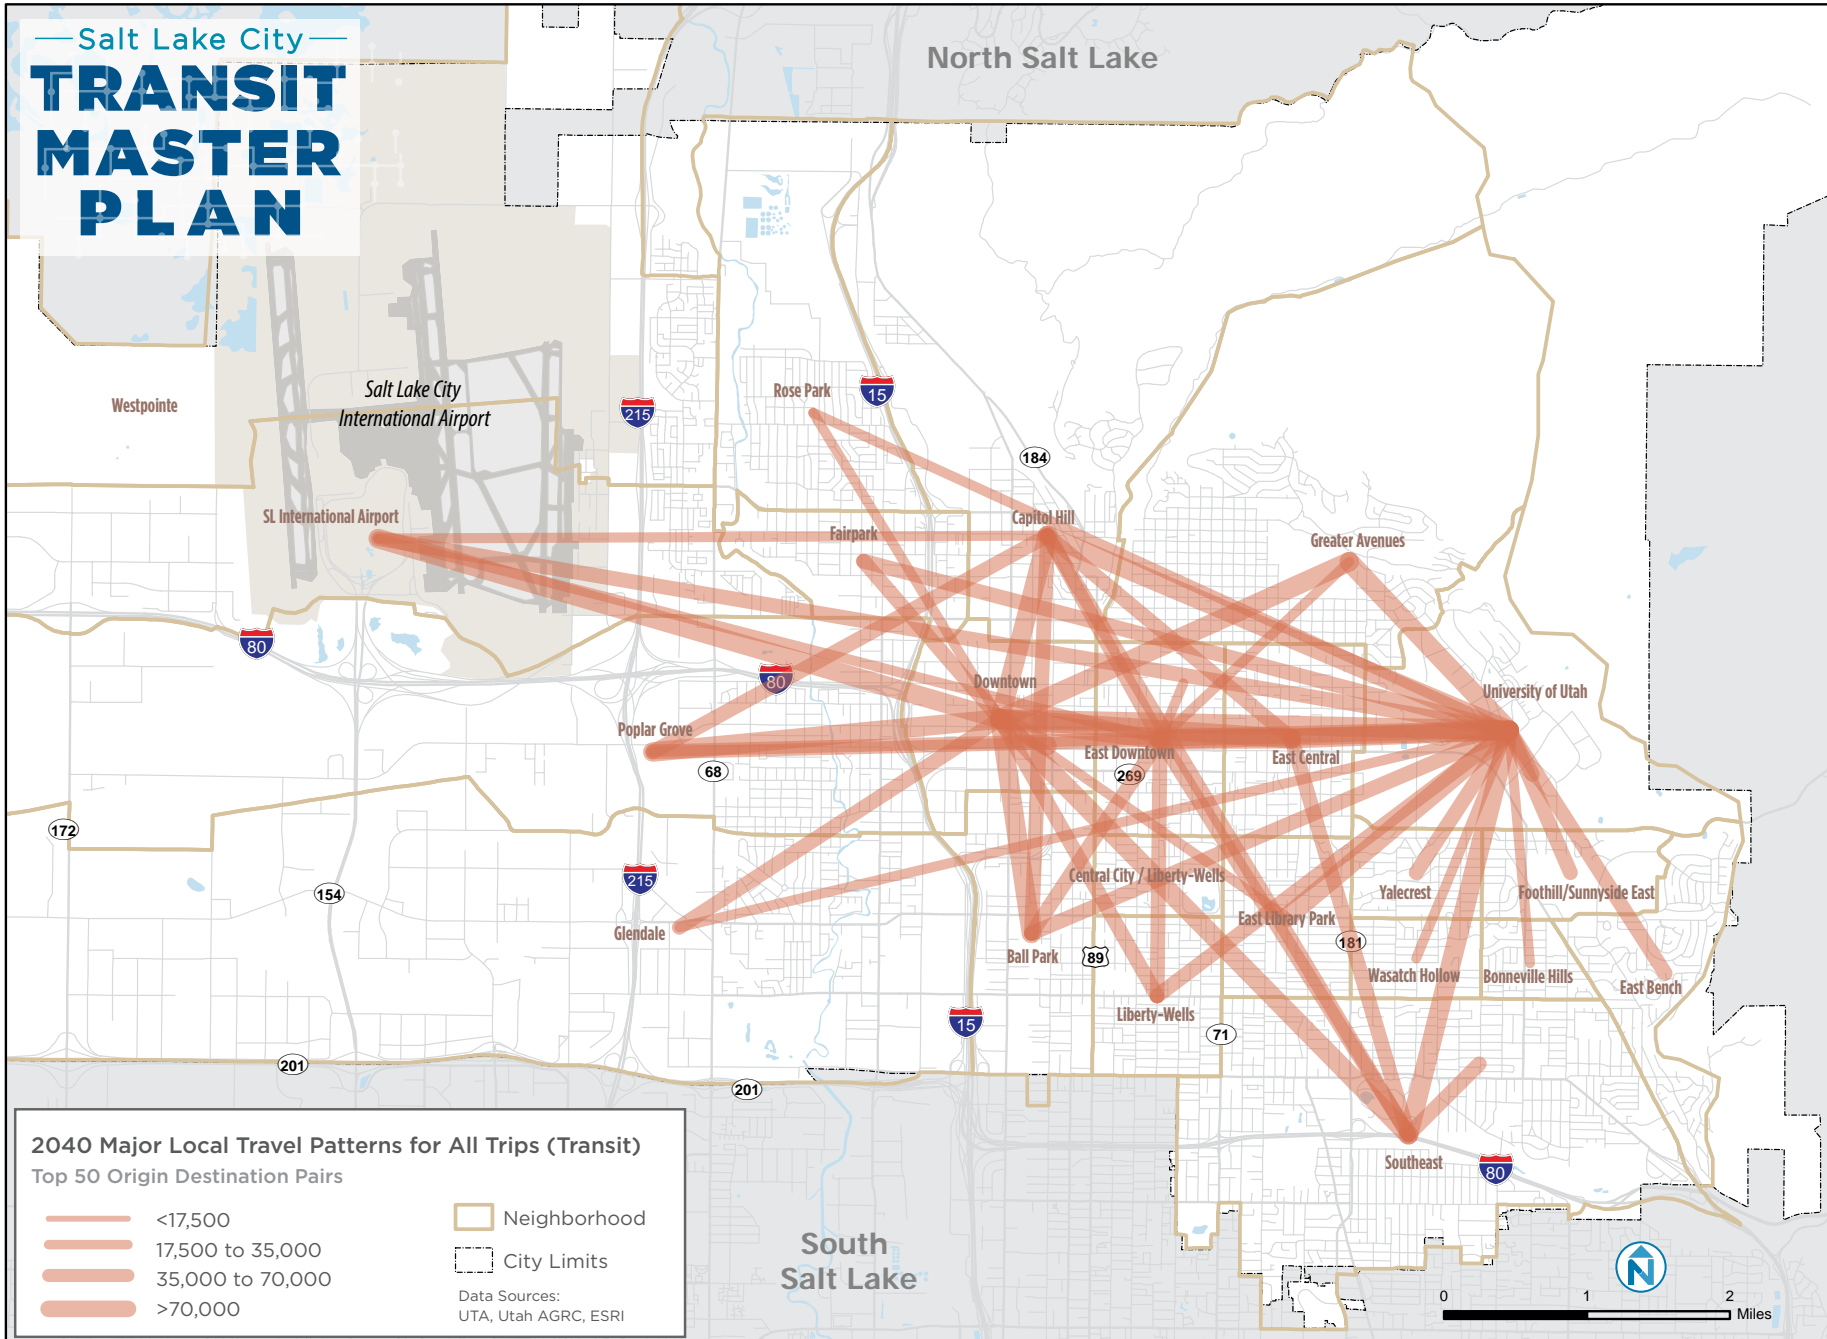 Salt Lake City
TRANSIT
MASTER
PLAN
North Salt Lake
Salt Lake City
International Airport
Westpointe
Rose Park
15
215
184
SL International Airport
Fairpark
Capitol Hill
Greater Avenues
80
80
Downtown
University of Utah
Poplar Grove
68
East Downtown
269
East Central
172
154
215
Central City / Liberty-Wells
Yalecrest
Foothill/Sunnyside East
Glendale
East Library Park
181
Ball Park
89
Wasatch Hollow
Bonneville Hills
East Bench
Liberty-Wells
15
71
201
201
Southeast
80
South
Salt Lake
2040 Major Local Travel Patterns for All Trips (Transit)
Top 50 Origin Destination Pairs
<17,500
17,500 to 35,000
35,000 to 70,000
>70,000
Neighborhood
City Limits
Data Sources:
UTA, Utah AGRC, ESRI
N
0 1 2
Miles